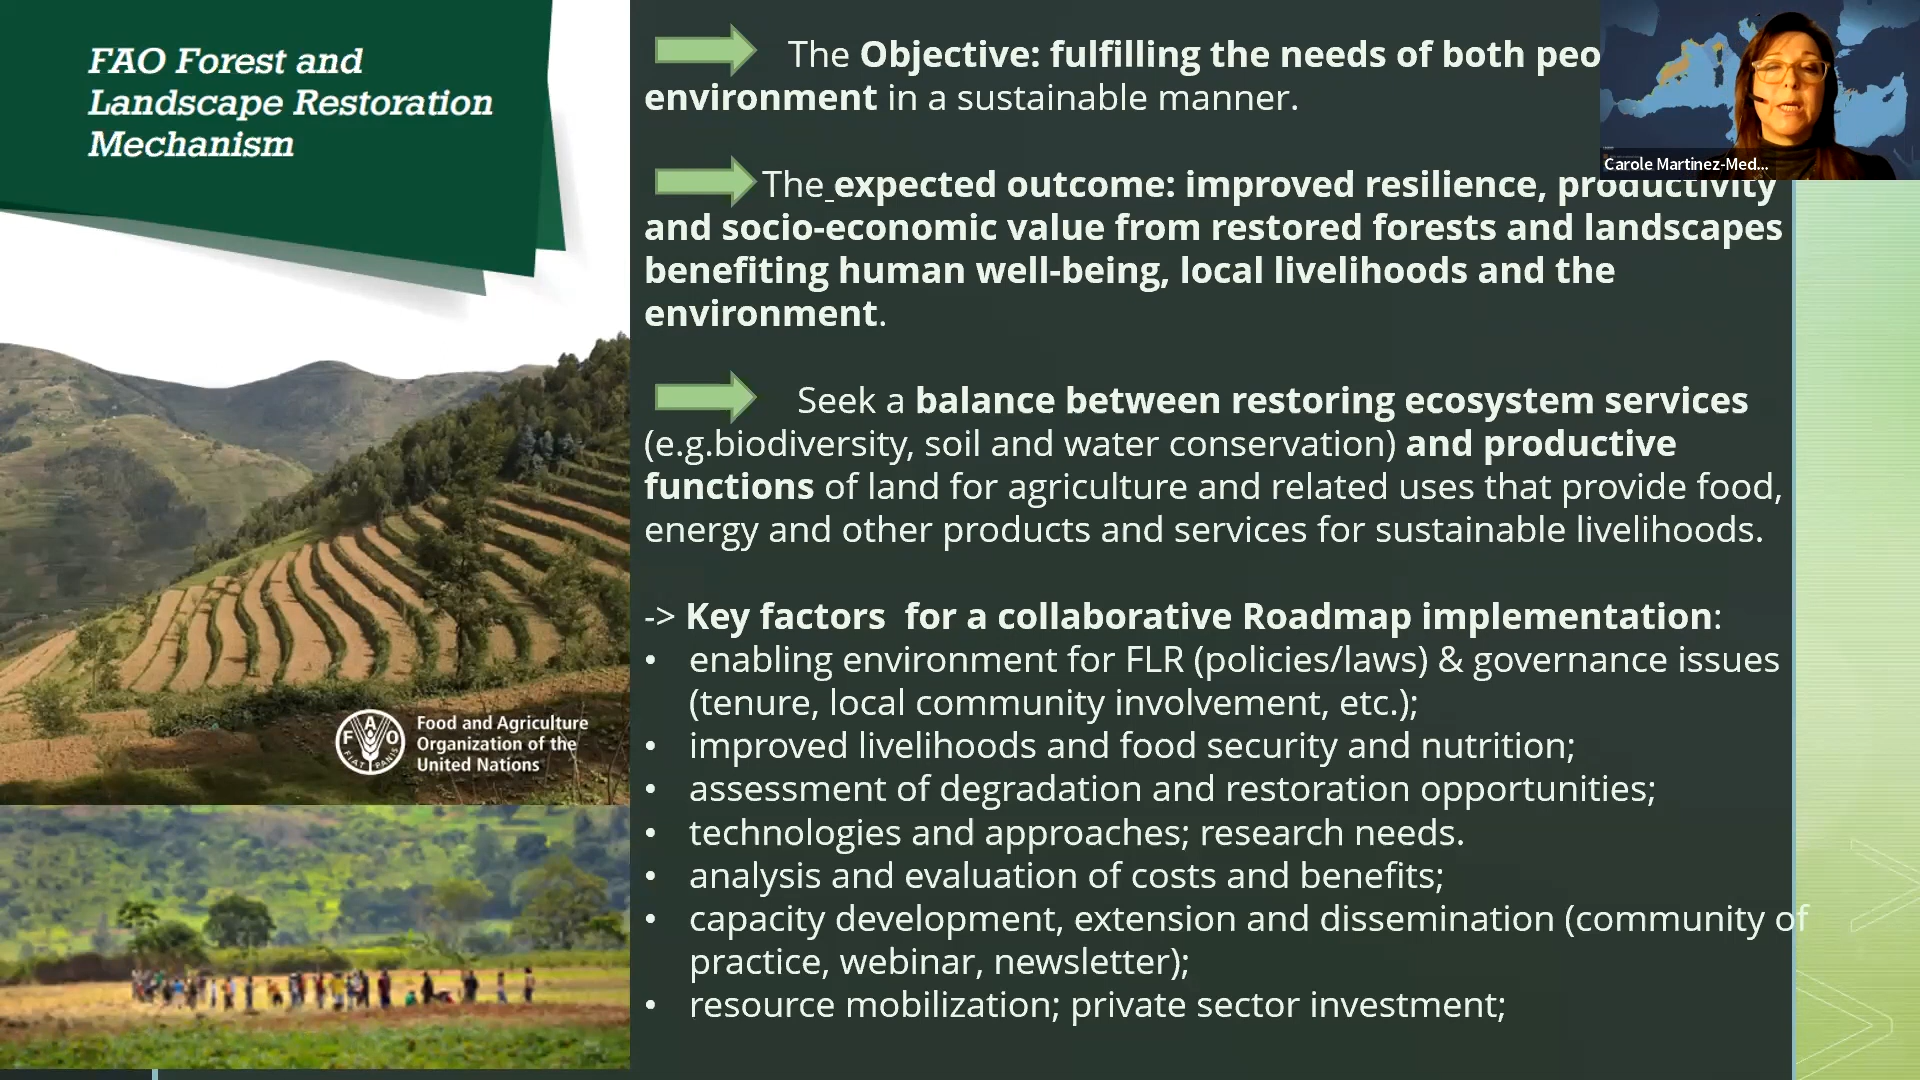 FAO Forest and
Landscape Restoration
Mechanism
Food and Agriculture
Organization of the
United Nations
F A O
FIAT PANIS
The Objective: fulfilling the needs of both
environment in a sustainable manner.
The expected outcome: improved resilience, productivity
and socio-economic value from restored forests and landscapes
benefiting human well-being, local livelihoods and the
environment.
Seek a balance between restoring ecosystem services
(e.g.biodiversity, soil and water conservation) and productive
functions of land for agriculture and related uses that provide food,
energy and other products and services for sustainable livelihoods.
-> Key factors  for a collaborative Roadmap implementation:
• enabling environment for FLR (policies/laws) & governance issues
(tenure, local community involvement, etc.);
• improved livelihoods and food security and nutrition;
• assessment of degradation and restoration opportunities;
• technologies and approaches; research needs.
• analysis and evaluation of costs and benefits;
• capacity development, extension and dissemination (community of
practice, webinar, newsletter);
• resource mobilization; private sector investment;
Carole Martinez-Med...